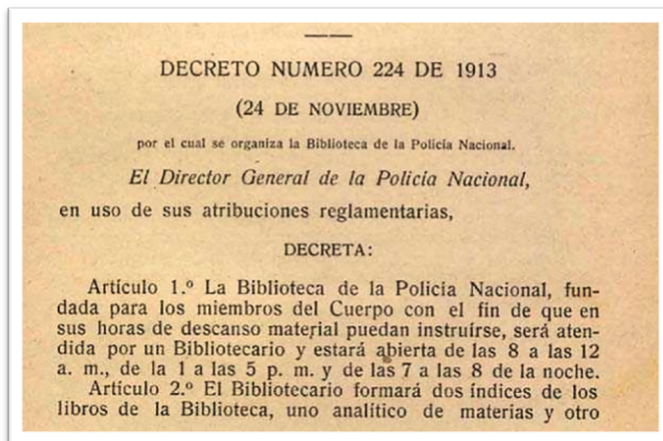 DECRETO NUMERO 224 DE 1913
(24 DE NOVIEMBRE)
por el cual se organiza la Biblioteca de la Policía Nacional.
El Director General de la Policía Nacional,
en uso de sus atribuciones reglamentarias,
DECRETA:
Artículo 1.º La Biblioteca de la Policía Nacional, fun-
dada para los miembros del Cuerpo con el fin de que en
sus horas de descanso material puedan instruírse, será aten-
dida por un Bibliotecario y estará abierta de las 8 a las 12
a. m., de la 1 a las 5 p. m. y de las 7 a las 8 de la noche.
Artículo 2.º El Bibliotecario formará dos índices de los
libros de la Biblioteca, uno analítico de materias y otro